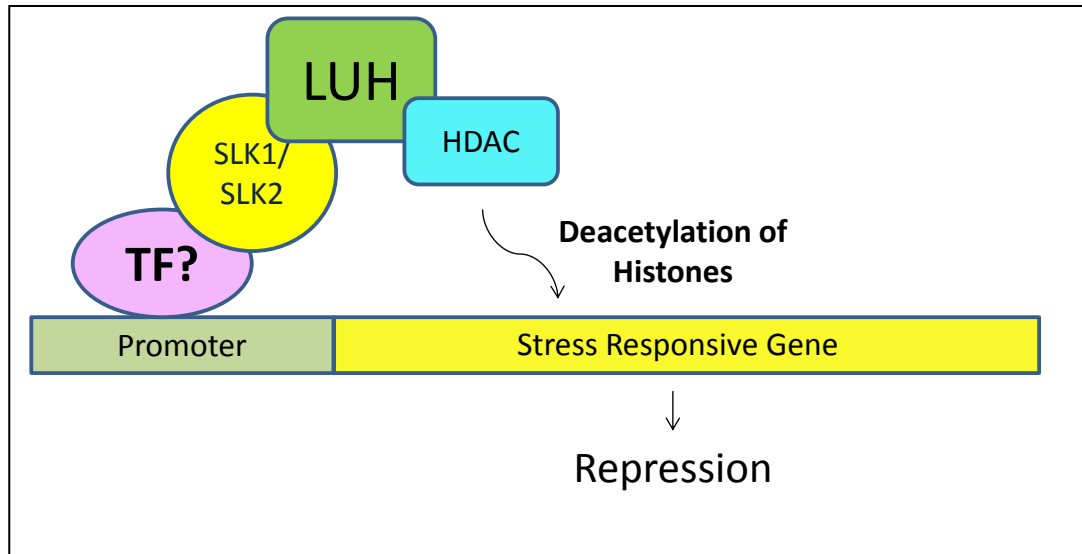 LUH
HDAC
SLK1/
SLK2
TF?
Deacetylation of
Histones
Promoter
Stress Responsive Gene
Repression